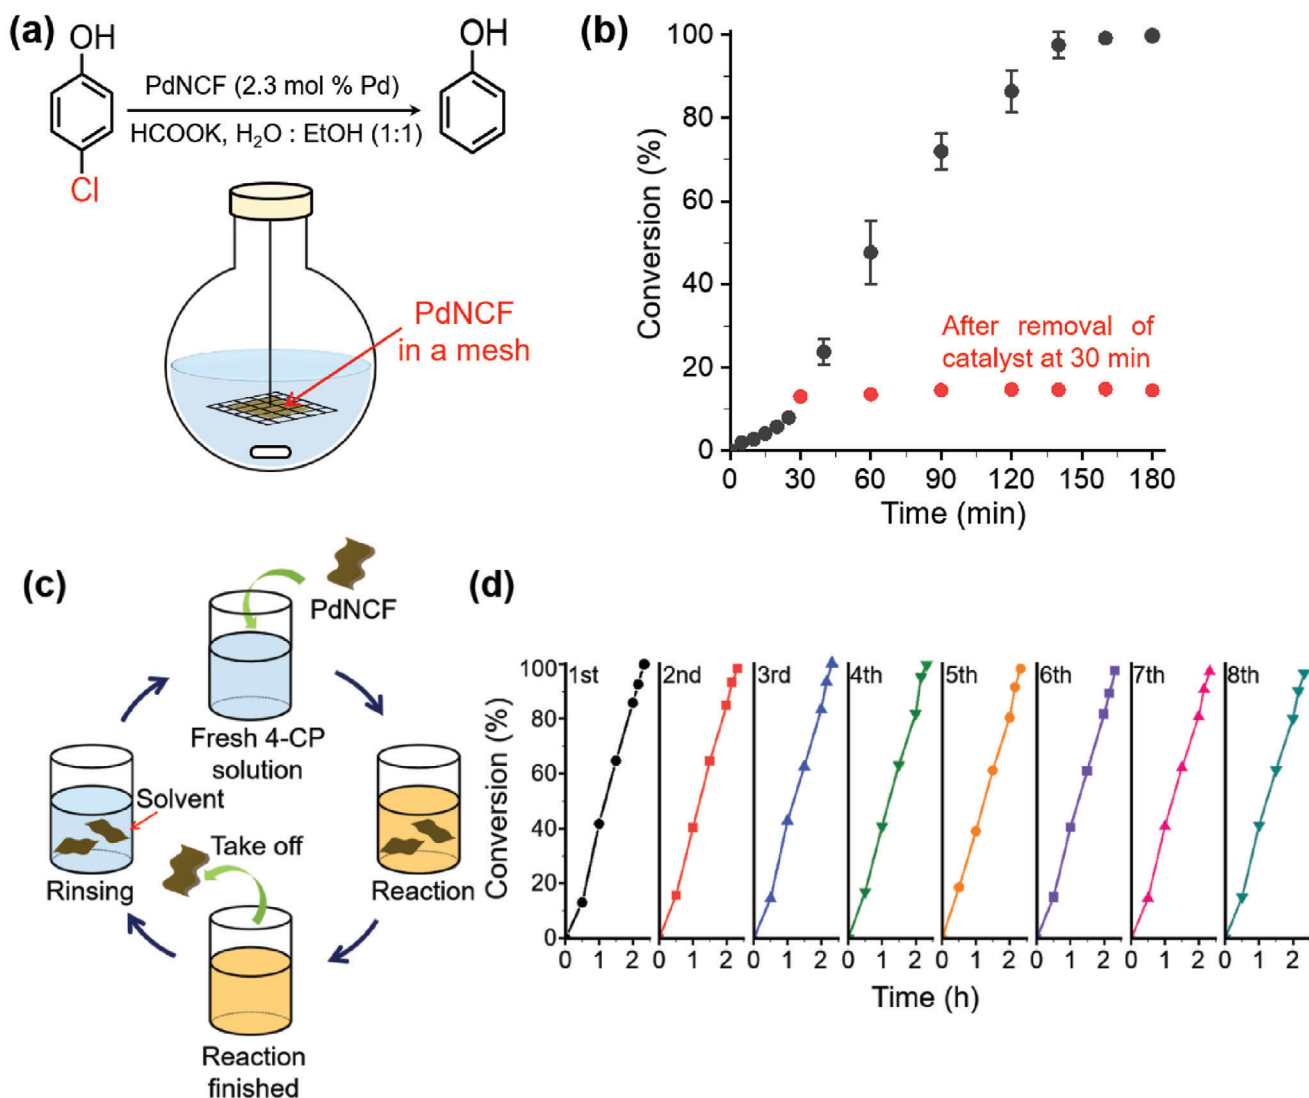 (a)
OH
Cl
PdNCF (2.3 mol % Pd)
HCOOK, H₂O : EtOH (1:1)
OH
PdNCF
in a mesh
(b)
Conversion (%)
100
80
60
40
20
0
After removal of
catalyst at 30 min
0 30 60 90 120 150 180
Time (min)
(c)
PdNCF
Fresh 4-CP
solution
Solvent
Rinsing
Take off
Reaction
Reaction
finished
(d)
Conversion (%)
100
80
60
40
20
0
1st 2nd 3rd 4th 5th 6th 7th 8th
0 1 2 0 1 2 0 1 2 0 1 2 0 1 2 0 1 2 0 1 2 0 1 2
Time (h)